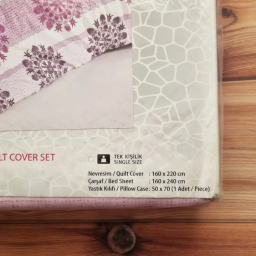 LT COVER SET
TEK KİŞİLİK
SINGLE SIZE
Nevresim / Quilt Cover : 160 x 220 cm
Çarşaf / Bed Sheet : 160 x 240 cm
Yastık Kılıfı / Pillow Case : 50 x 70 (1 Adet / Piece)